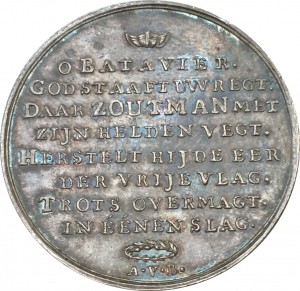 O BATAVIER.
GOD STAAFT UW REGT.
DAAR ZOUTMAN MET
ZIJN HELDEN VEGT.
HERSTELT HIJ DE EER
DER VRIJE VLAG.
TROTS OVERMAGT.
IN ÉÉNEN SLAG.
A.V.B.